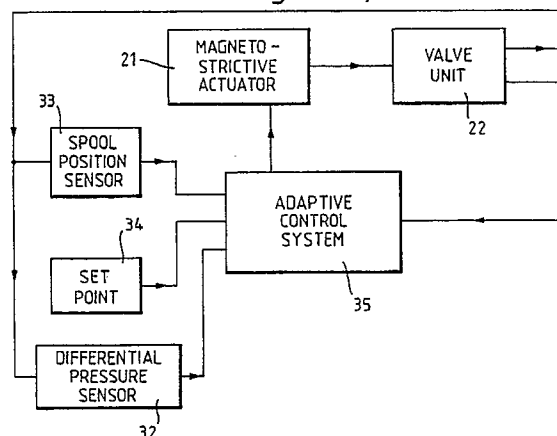 21
MAGNETO-
STRICTIVE
ACTUATOR
VALVE
UNIT
22
33
SPOOL
POSITION
SENSOR
34
SET
POINT
ADAPTIVE
CONTROL
SYSTEM
35
DIFFERENTIAL
PRESSURE
SENSOR
32